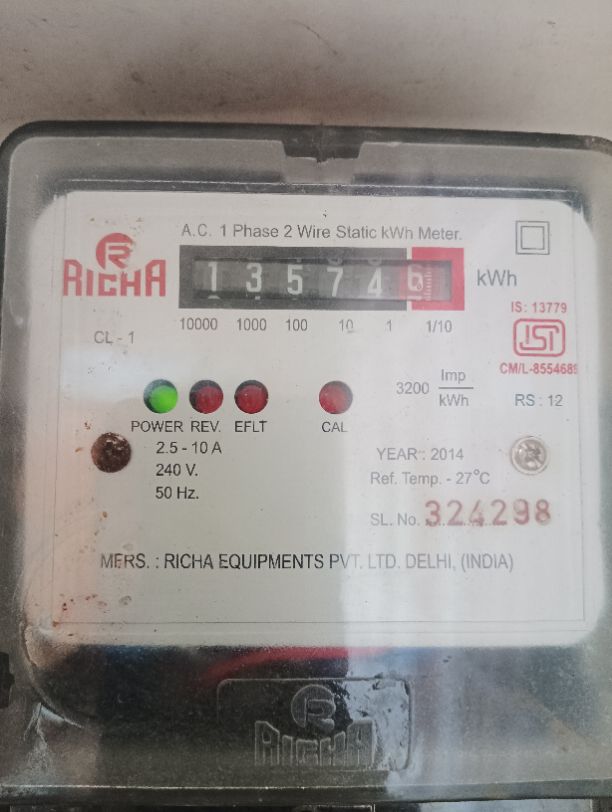 A.C. 1 Phase 2 Wire Static kWh Meter.
RICHA
1 3 5 7 4 6 kWh
10000 1000 100 10 1 1/10
IS: 13779
CL - 1
ISI
CM/L-8554689
3200 Imp/kWh
RS : 12
POWER REV. EFLT CAL
2.5 - 10 A
240 V.
50 Hz.
YEAR : 2014
Ref. Temp. - 27°C
SL. No. 324298
MERS. : RICHA EQUIPMENTS PVT. LTD. DELHI, (INDIA)
RICHA